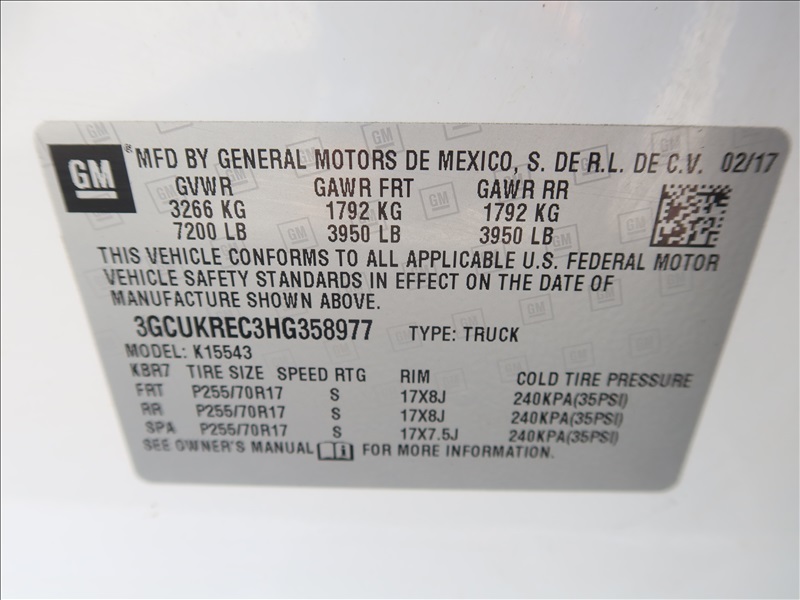 GM
MFD BY GENERAL MOTORS DE MEXICO, S. DE R.L. DE C.V. 02/17
GVWR GAWR FRT GAWR RR
3266 KG 1792 KG 1792 KG
7200 LB 3950 LB 3950 LB
THIS VEHICLE CONFORMS TO ALL APPLICABLE U.S. FEDERAL MOTOR
VEHICLE SAFETY STANDARDS IN EFFECT ON THE DATE OF
MANUFACTURE SHOWN ABOVE.
3GCUKREC3HG358977 TYPE: TRUCK
MODEL: K15543
KBR7 TIRE SIZE SPEED RTG RIM COLD TIRE PRESSURE
FRT P255/70R17 S 17X8J 240KPA(35PSI)
RR P255/70R17 S 17X8J 240KPA(35PSI)
SPA P255/70R17 S 17X7.5J 240KPA(35PSI)
SEE OWNER'S MANUAL FOR MORE INFORMATION.